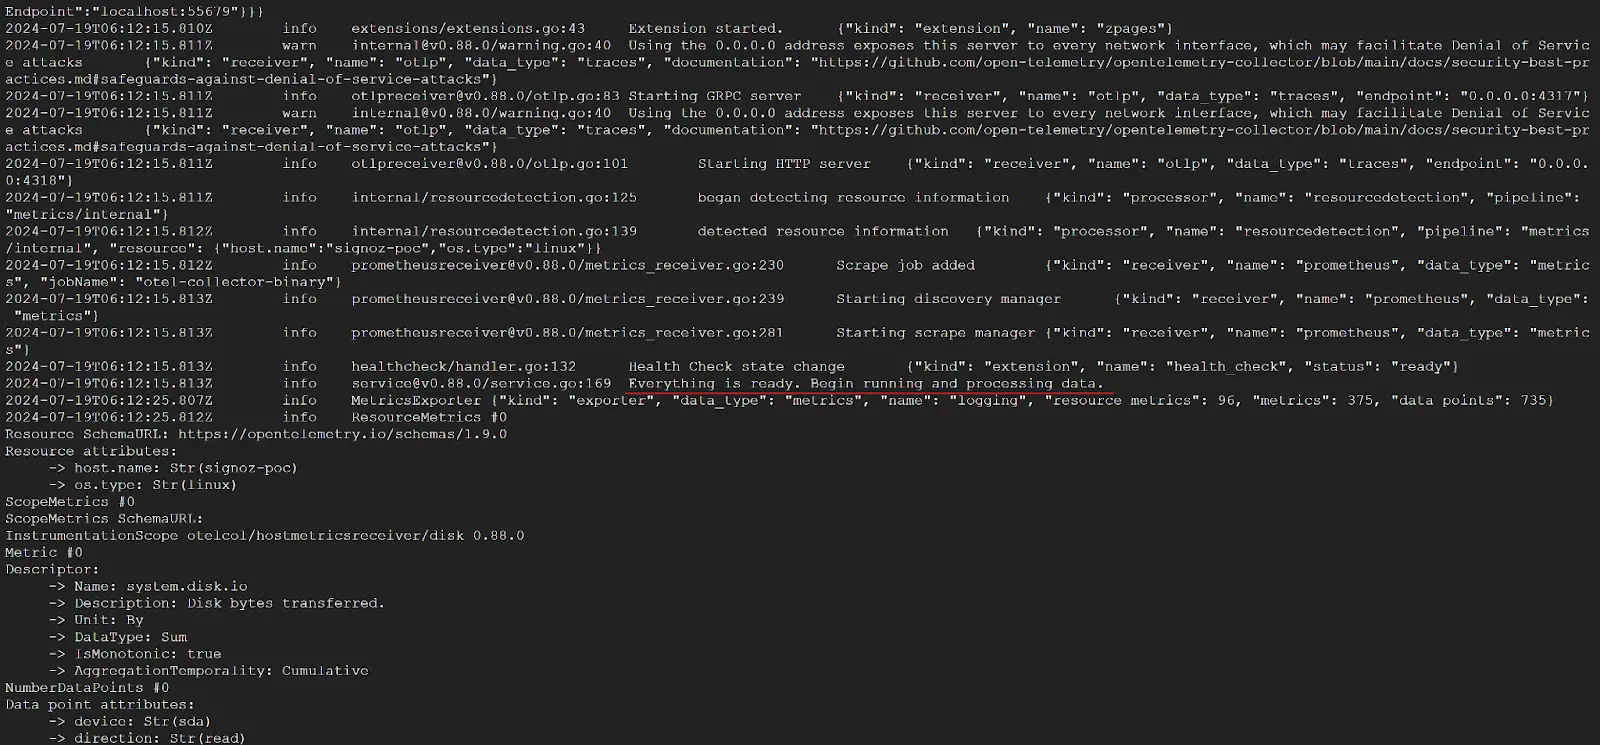 Endpoint":"localhost:55679"}}}
2024-07-19T06:12:15.810Z	info	extensions/extensions.go:43	Extension started.	{"kind": "extension", "name": "zpages"}
2024-07-19T06:12:15.811Z	warn	internal@v0.88.0/warning.go:40	Using the 0.0.0.0 address exposes this server to every network interface, which may facilitate Denial of Servic
e attacks	{"kind": "receiver", "name": "otlp", "data_type": "traces", "documentation": "https://github.com/open-telemetry/opentelemetry-collector/blob/main/docs/security-best-pr
actices.md#safeguards-against-denial-of-service-attacks"}
2024-07-19T06:12:15.811Z	info	otlpreceiver@v0.88.0/otlp.go:83	Starting GRPC server	{"kind": "receiver", "name": "otlp", "data_type": "traces", "endpoint": "0.0.0.0:4317"}
2024-07-19T06:12:15.811Z	warn	internal@v0.88.0/warning.go:40	Using the 0.0.0.0 address exposes this server to every network interface, which may facilitate Denial of Servic
e attacks	{"kind": "receiver", "name": "otlp", "data_type": "traces", "documentation": "https://github.com/open-telemetry/opentelemetry-collector/blob/main/docs/security-best-pr
actices.md#safeguards-against-denial-of-service-attacks"}
2024-07-19T06:12:15.811Z	info	otlpreceiver@v0.88.0/otlp.go:101	Starting HTTP server	{"kind": "receiver", "name": "otlp", "data_type": "traces", "endpoint": "0.0.0.
0:4318"}
2024-07-19T06:12:15.811Z	info	internal/resourcedetection.go:125	began detecting resource information	{"kind": "processor", "name": "resourcedetection", "pipeline":
"metrics/internal"}
2024-07-19T06:12:15.812Z	info	internal/resourcedetection.go:139	detected resource information	{"kind": "processor", "name": "resourcedetection", "pipeline": "metrics
/internal", "resource": {"host.name":"signoz-poc","os.type":"linux"}}
2024-07-19T06:12:15.812Z	info	prometheusreceiver@v0.88.0/metrics_receiver.go:230	Scrape job added	{"kind": "receiver", "name": "prometheus", "data_type": "metric
s", "jobName": "otel-collector-binary"}
2024-07-19T06:12:15.813Z	info	prometheusreceiver@v0.88.0/metrics_receiver.go:239	Starting discovery manager	{"kind": "receiver", "name": "prometheus", "data_type":
"metrics"}
2024-07-19T06:12:15.813Z	info	prometheusreceiver@v0.88.0/metrics_receiver.go:281	Starting scrape manager	{"kind": "receiver", "name": "prometheus", "data_type": "metric
s"}
2024-07-19T06:12:15.813Z	info	healthcheck/handler.go:132	Health Check state change	{"kind": "extension", "name": "health_check", "status": "ready"}
2024-07-19T06:12:15.813Z	info	service@v0.88.0/service.go:169	Everything is ready. Begin running and processing data.
2024-07-19T06:12:25.807Z	info	MetricsExporter	{"kind": "exporter", "data_type": "metrics", "name": "logging", "resource metrics": 96, "metrics": 375, "data points": 735}
2024-07-19T06:12:25.812Z	info	ResourceMetrics #0
Resource SchemaURL: https://opentelemetry.io/schemas/1.9.0
Resource attributes:
     -> host.name: Str(signoz-poc)
     -> os.type: Str(linux)
ScopeMetrics #0
ScopeMetrics SchemaURL:
InstrumentationScope otelcol/hostmetricsreceiver/disk 0.88.0
Metric #0
Descriptor:
     -> Name: system.disk.io
     -> Description: Disk bytes transferred.
     -> Unit: By
     -> DataType: Sum
     -> IsMonotonic: true
     -> AggregationTemporality: Cumulative
NumberDataPoints #0
Data point attributes:
     -> device: Str(sda)
     -> direction: Str(read)